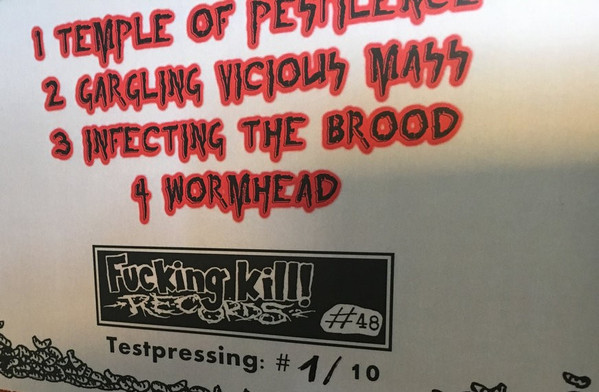 1 TEMPLE OF PESTILENCE
2 GARGLING VICIOUS MASS
3 INFECTING THE BROOD
4 WORMHEAD
Fucking Kill!
RECORDS
#48
Testpressing: # 1/10